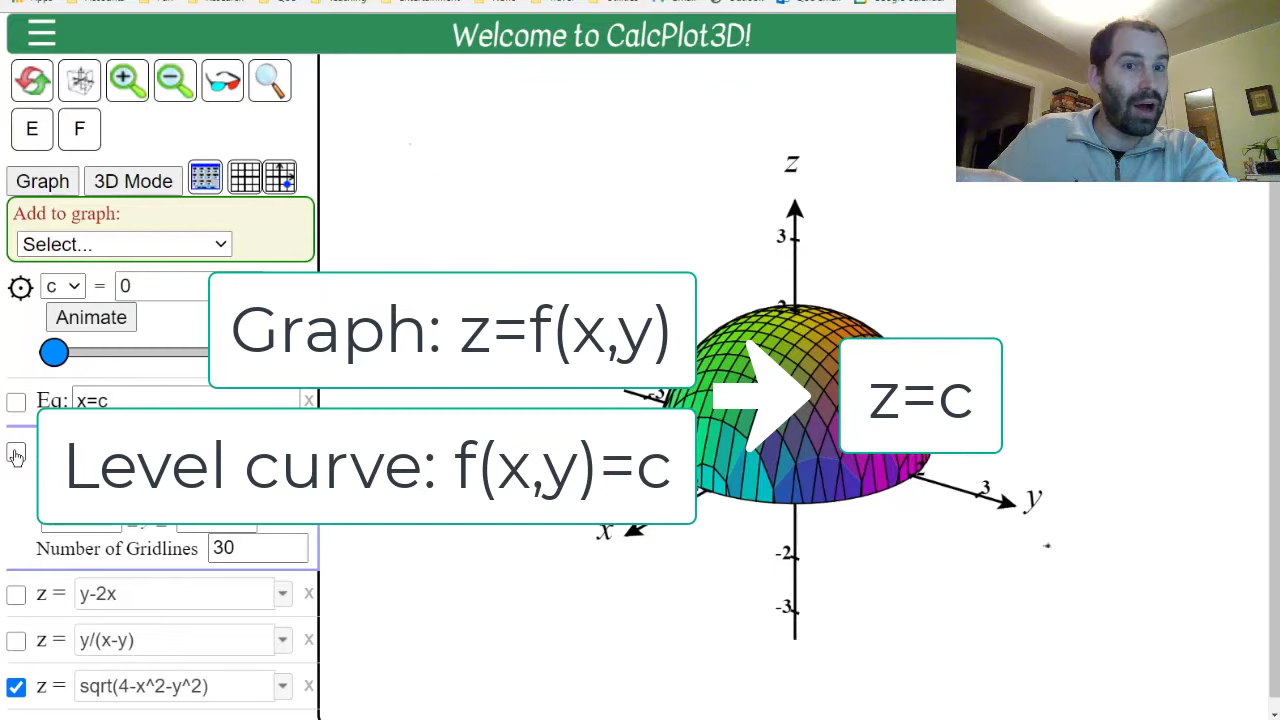 Welcome to CalcPlot3D!
E
F
Graph
3D Mode
Add to graph:
Select...
c
=
0
Animate
Eq:
x=c
x
Graph: z=f(x,y)
Level curve: f(x,y)=c
z=c
Number of Gridlines
30
z =
y-2x
x
z =
y/(x-y)
x
z =
sqrt(4-x^2-y^2)
x
z
3
3
y
x
-2
-3